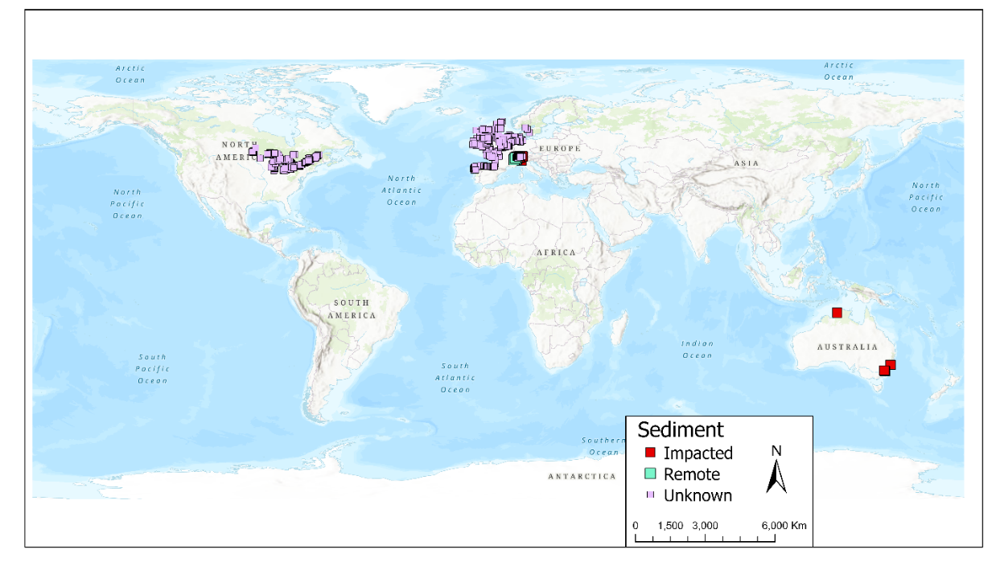 Arctic
Ocean
Arctic
Ocean
NORTH
AMERI
EUROPE
ASIA
North
Pacific
Ocean
North
Atlantic
Ocean
North
Pacific
Ocean
AFRICA
SOUTH
AMERICA
AUSTRALIA
Indian
Ocean
South
Pacific
Ocean
South
Atlantic
Ocean
Southern
Ocean
ANTARCTICA
Sediment
Impacted
Remote
Unknown
N
0 1,500 3,000 6,000 Km